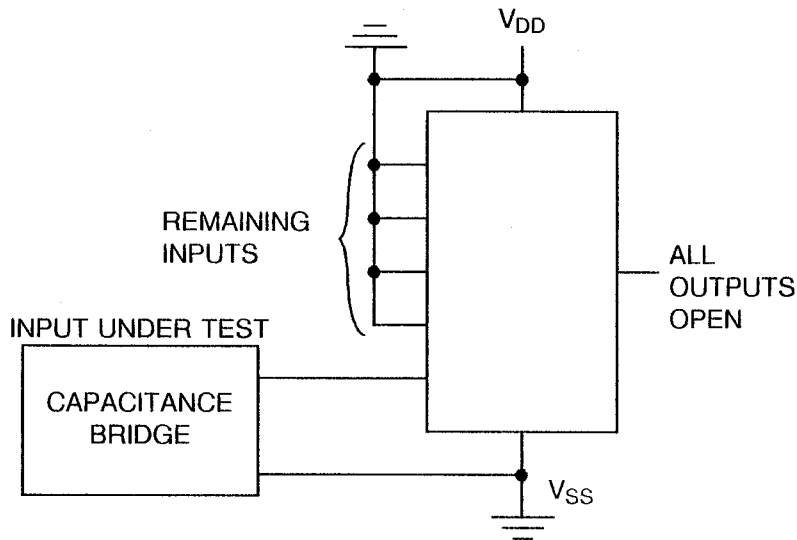 VDD
REMAINING
INPUTS
ALL
OUTPUTS
OPEN
INPUT UNDER TEST
CAPACITANCE
BRIDGE
VSS